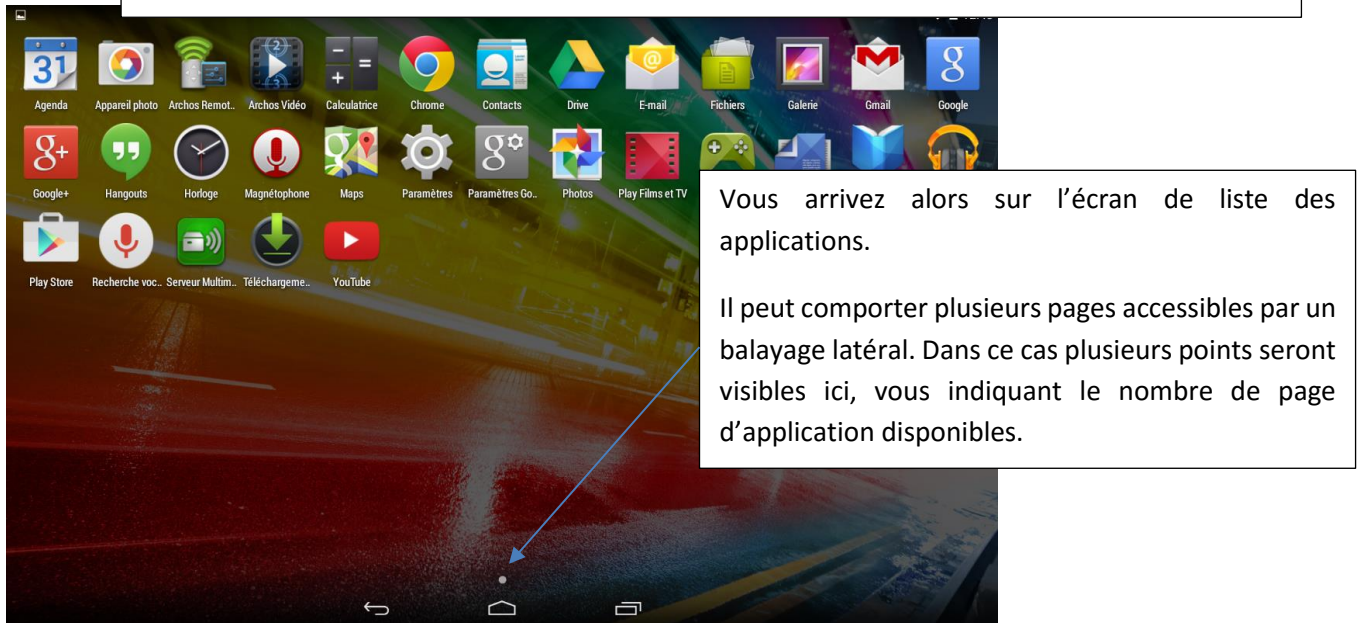 31
Agenda Appareil photo Archos Remot.. Archos Vidéo Calculatrice Chrome Contacts Drive E-mail Fichiers Galerie Gmail Google
Google+ Hangouts Horloge Magnétophone Maps Paramètres Paramètres Go.. Photos Play Films et TV
Play Store Recherche voc.. Serveur Multim.. Téléchargeme.. YouTube
Vous arrivez alors sur l’écran de liste des
applications.
Il peut comporter plusieurs pages accessibles par un
balayage latéral. Dans ce cas plusieurs points seront
visibles ici, vous indiquant le nombre de page
d’application disponibles.